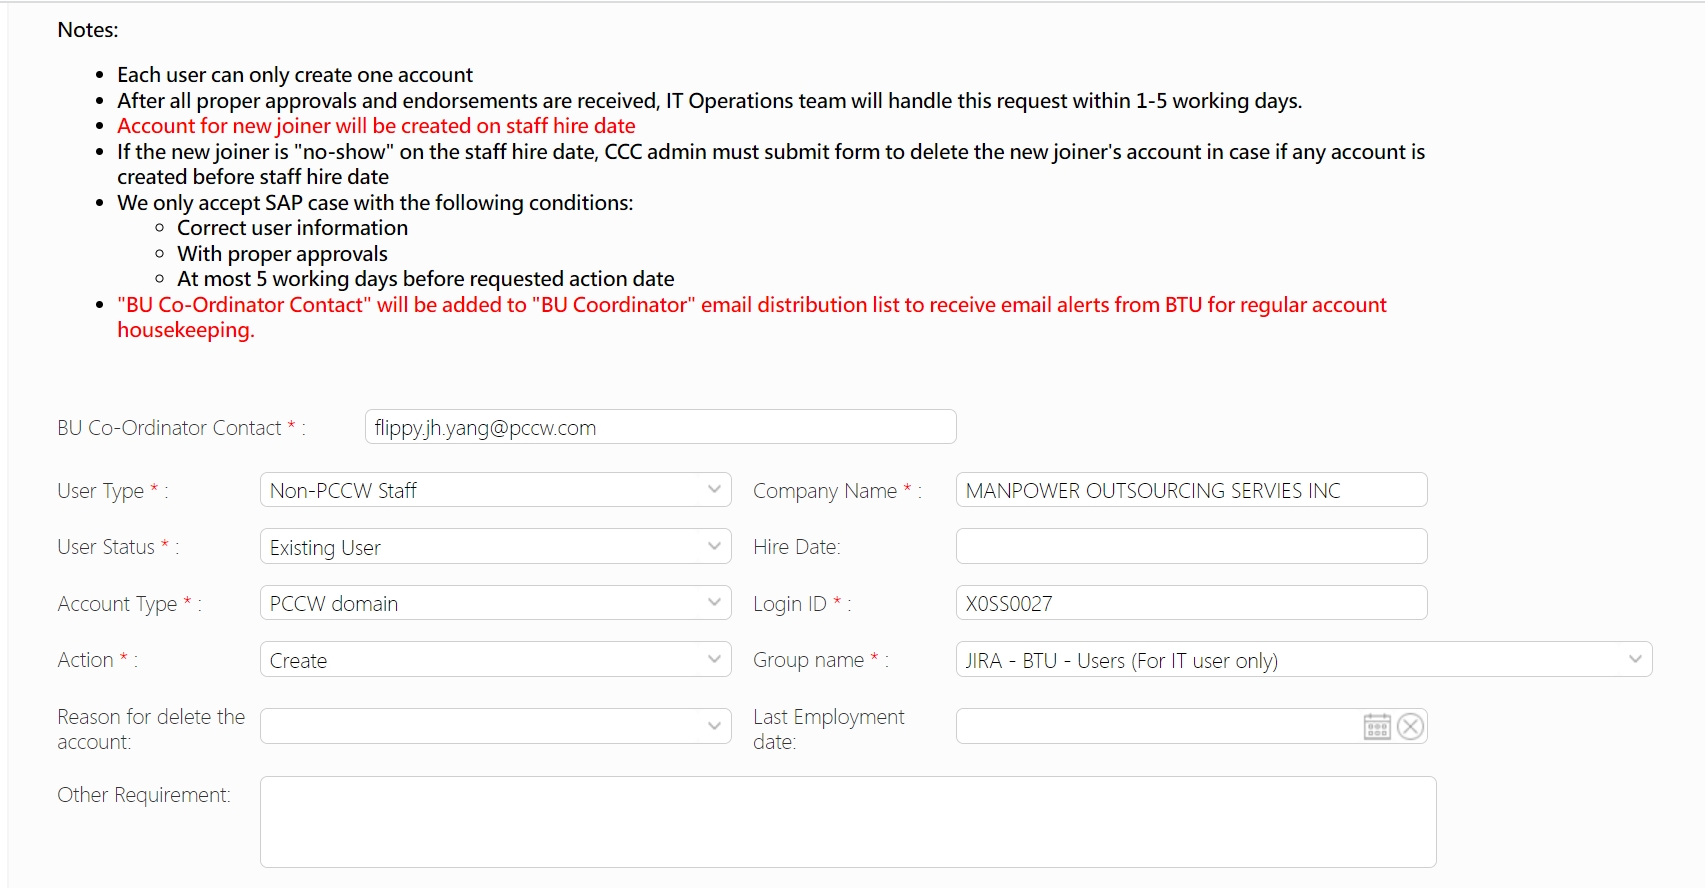 Notes:
Each user can only create one account
After all proper approvals and endorsements are received, IT Operations team will handle this request within 1-5 working days.
Account for new joiner will be created on staff hire date
If the new joiner is "no-show" on the staff hire date, CCC admin must submit form to delete the new joiner's account in case if any account is
created before staff hire date
We only accept SAP case with the following conditions:
Correct user information
With proper approvals
At most 5 working days before requested action date
"BU Co-Ordinator Contact" will be added to "BU Coordinator" email distribution list to receive email alerts from BTU for regular account
housekeeping.
BU Co-Ordinator Contact * : flippy.jh.yang@pccw.com
User Type * : Non-PCCW Staff Company Name * : MANPOWER OUTSOURCING SERVIES INC
User Status * : Existing User Hire Date:
Account Type * : PCCW domain Login ID * : X0SS0027
Action * : Create Group name * : JIRA - BTU - Users (For IT user only)
Reason for delete the
account:
Last Employment
date:
Other Requirement: